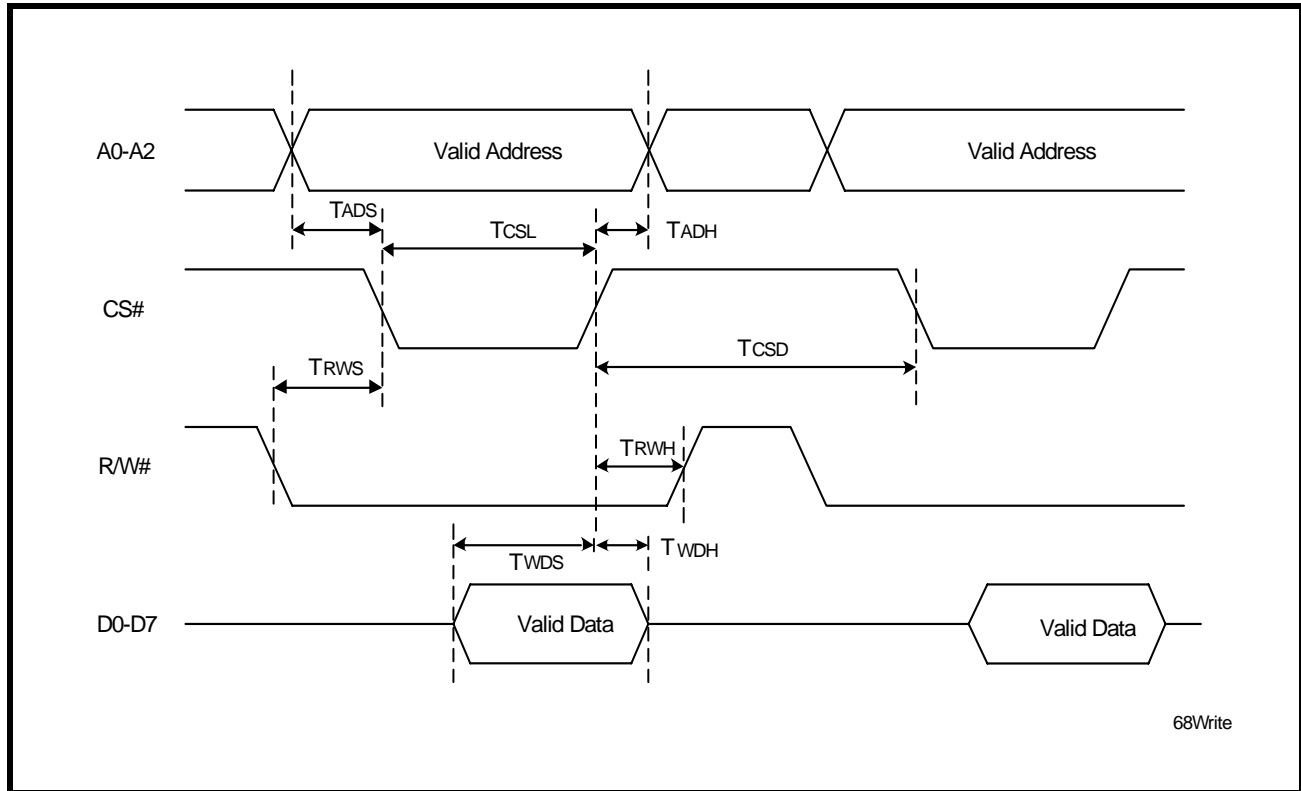 A0-A2
Valid Address
Valid Address
TADS
TCSL
TADH
CS#
TCSD
TRWS
R/W#
TRWH
TWDS
TWDH
D0-D7
Valid Data
Valid Data
68Write